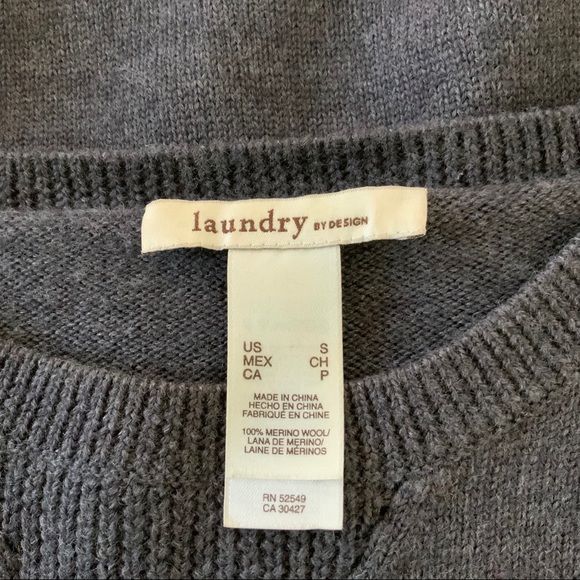 laundry BY DESIGN
US S
MEX CH
CA P
MADE IN CHINA
HECHO EN CHINA
FABRIQUÉ EN CHINE
100% MERINO WOOL/
LANA DE MERINO/
LAINE DE MÉRINOS
RN 52549
CA 30427